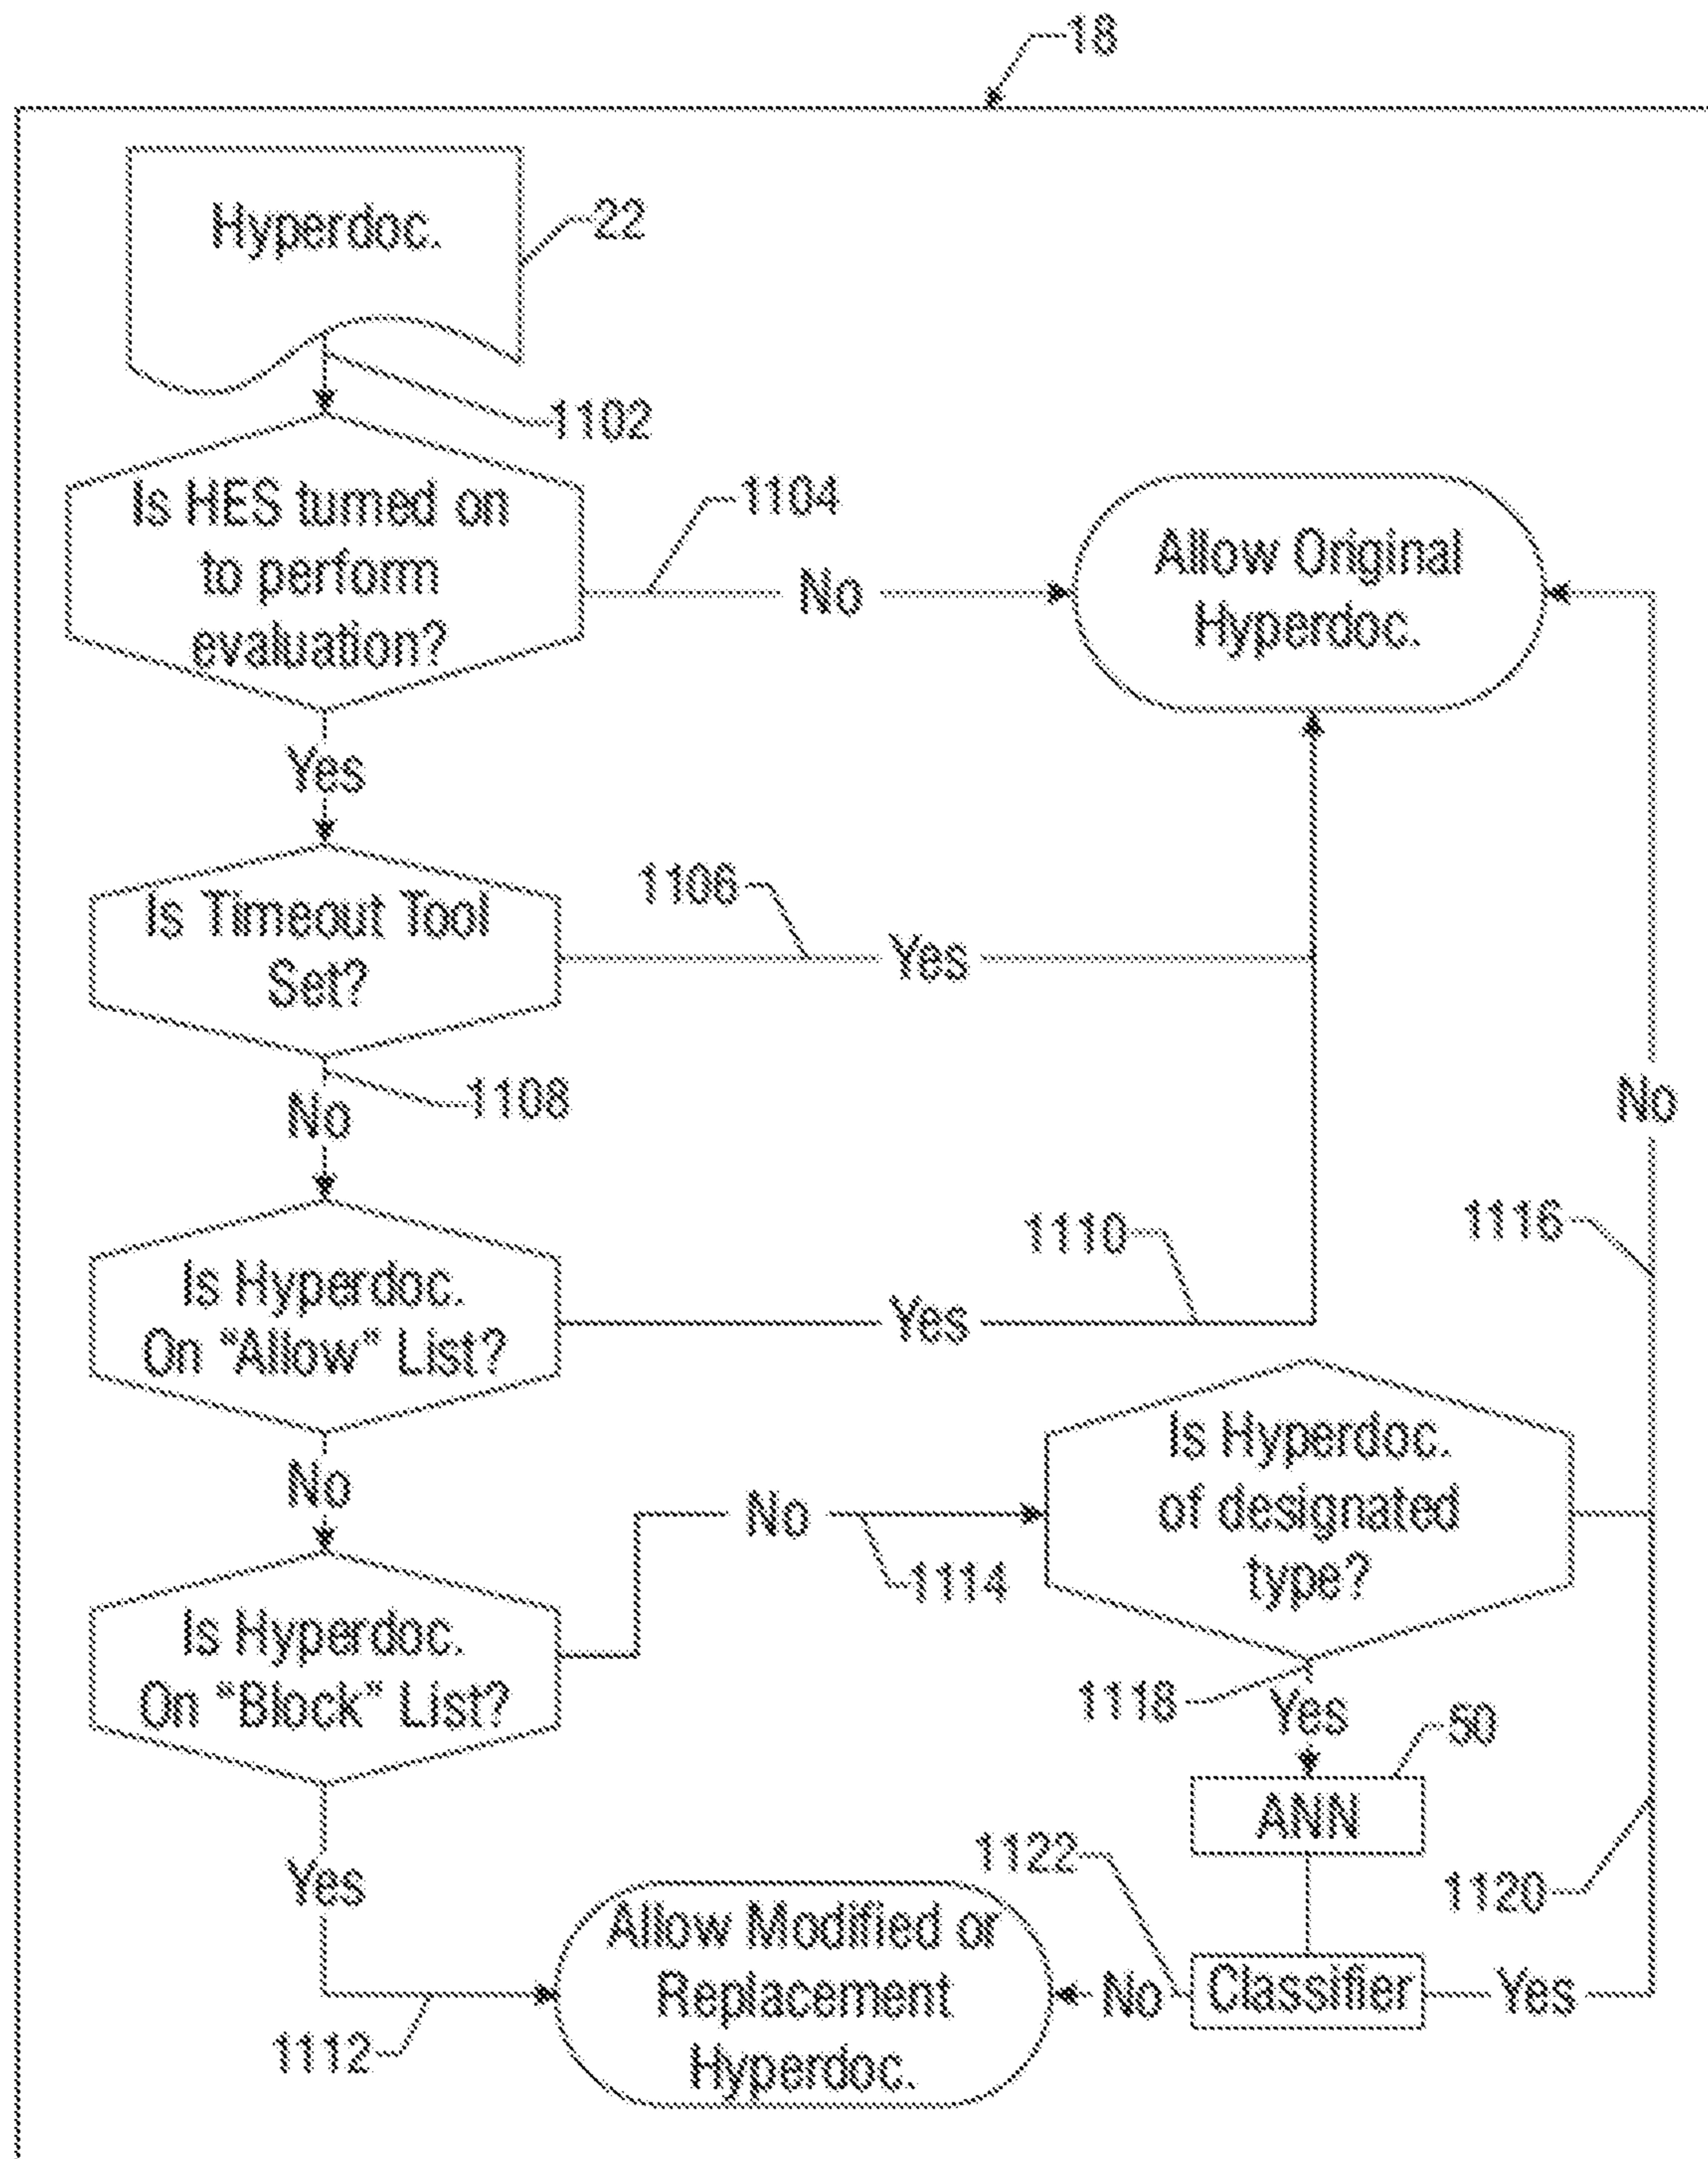 18
Hyperdoc.
22
1102
Is HES turned on
to perform
evaluation?
1104
No
Allow Original
Hyperdoc.
Yes
Is Timeout Tool
Set?
1106
Yes
1108
No
No
Is Hyperdoc.
On "Allow" List?
1110
Yes
1116
No
Is Hyperdoc.
of designated
type?
No
1114
Is Hyperdoc.
On "Block" List?
1118
Yes
50
ANN
Yes
1122
1120
Allow Modified or
Replacement
Hyperdoc.
No
Classifier
Yes
1112